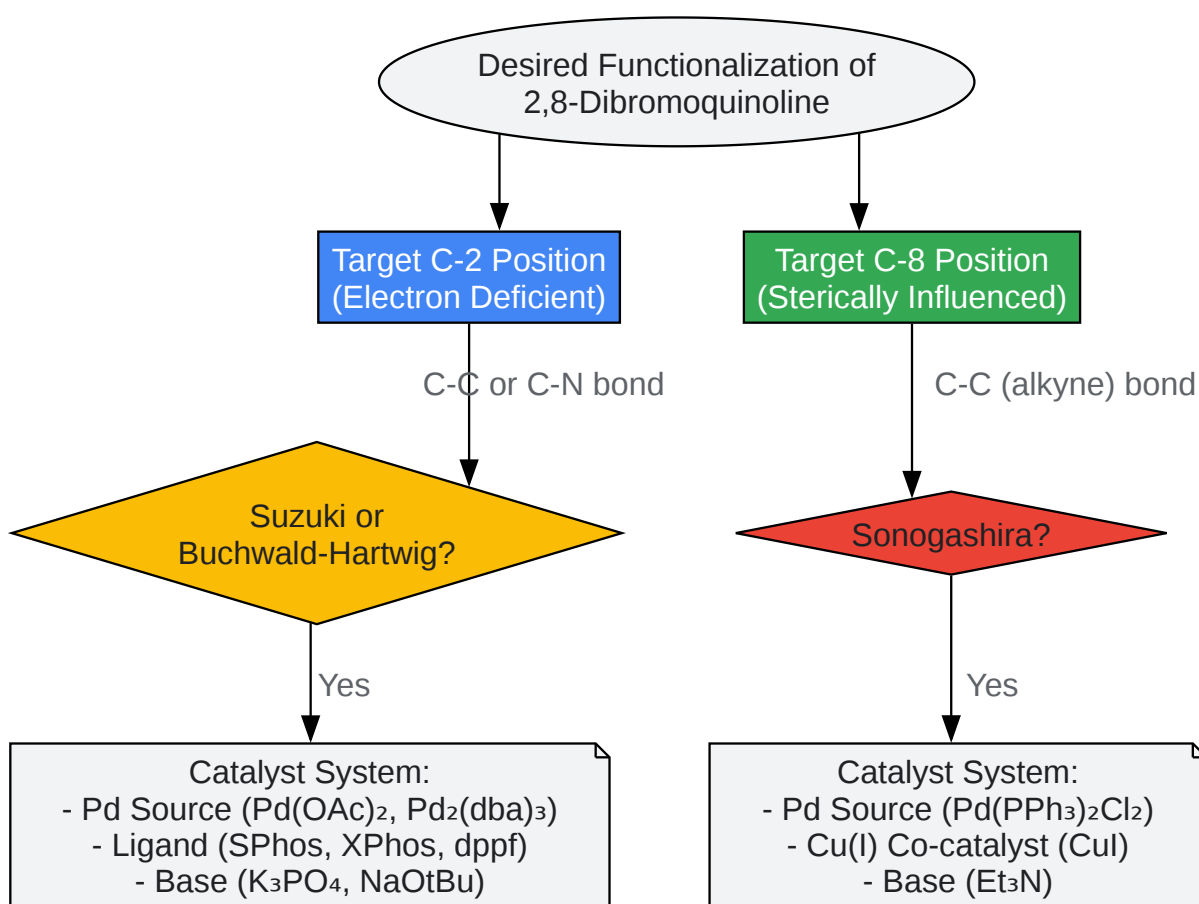 Desired Functionalization of
2,8-Dibromoquinoline
Target C-2 Position
(Electron Deficient)
Target C-8 Position
(Sterically Influenced)
C-C or C-N bond
C-C (alkyne) bond
Suzuki or
Buchwald-Hartwig?
Sonogashira?
Yes
Yes
Catalyst System:
- Pd Source (Pd(OAc)₂, Pd₂(dba)₃)
- Ligand (SPhos, XPhos, dppf)
- Base (K₃PO₄, NaOtBu)
Catalyst System:
- Pd Source (Pd(PPh₃)₂Cl₂)
- Cu(I) Co-catalyst (CuI)
- Base (Et₃N)